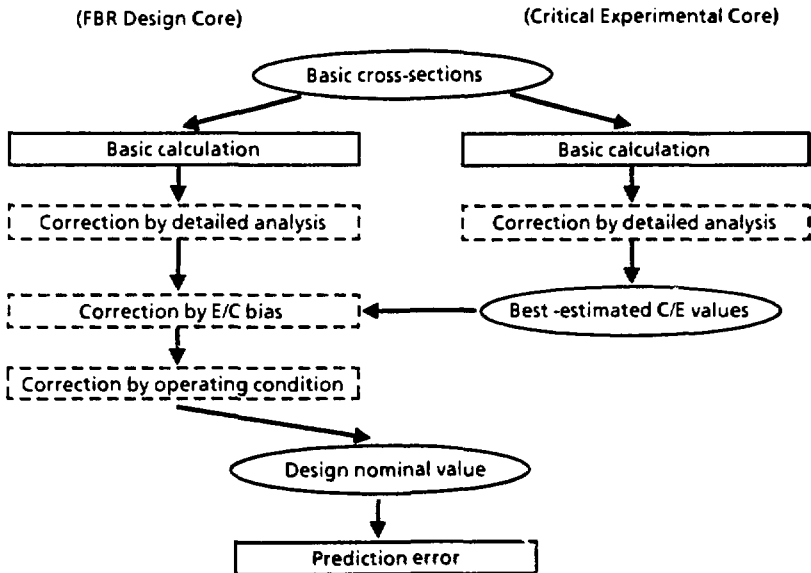 (FBR Design Core)
(Critical Experimental Core)
Basic cross-sections
Basic calculation
Basic calculation
Correction by detailed analysis
Correction by detailed analysis
Correction by E/C bias
Best -estimated C/E values
Correction by operating condition
Design nominal value
Prediction error